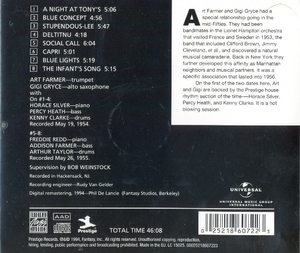 1 A NIGHT AT TONY'S 5:06
2 BLUE CONCEPT 4:56
3 STUPENDOUS-LEE 5:51
4 DELTITNU 4:18
5 SOCIAL CALL 6:04
6 CAPRI 5:01
7 BLUE LIGHTS 5:19
8 THE INFANT'S SONG 5:15
ART FARMER—trumpet
GIGI GRYCE—alto saxophone
with
On #1-4:
HORACE SILVER—piano
PERCY HEATH—bass
KENNY CLARKE—drums
Recorded May 19, 1954.
#5-8:
FREDDIE REDD—piano
ADDISON FARMER—bass
ARTHUR TAYLOR—drums
Recorded May 26, 1955.
Supervision by BOB WEINSTOCK
Recorded in Hackensack, NJ.
Recording engineer—Rudy Van Gelder
Digital remastering, 1994—Phil De Lancie (Fantasy Studios, Berkeley)
Art Farmer and Gigi Gryce had a
special relationship going in the
mid-Fifties. They had been
bandmates in the Lionel Hampton orchestra
that visited France and Sweden in 1953, the
band that included Clifford Brown, Jimmy
Cleveland, et al., and discovered a natural
musical camaraderie. Back in New York they
further developed this affinity as Manhattan
neighbors and musical partners. It was a
specific association that lasted into 1956.
On the first of the two dates here, Art
and Gigi are backed by the Prestige house
rhythm section of the time—Horace Silver,
Percy Heath, and Kenny Clarke. It is a no
blowing session.
UNIVERSAL
UNIVERSAL MUSIC GROUP
INTERNATIONAL
AAD
Prestige
TOTAL TIME 46:08
0 25218 60722 3